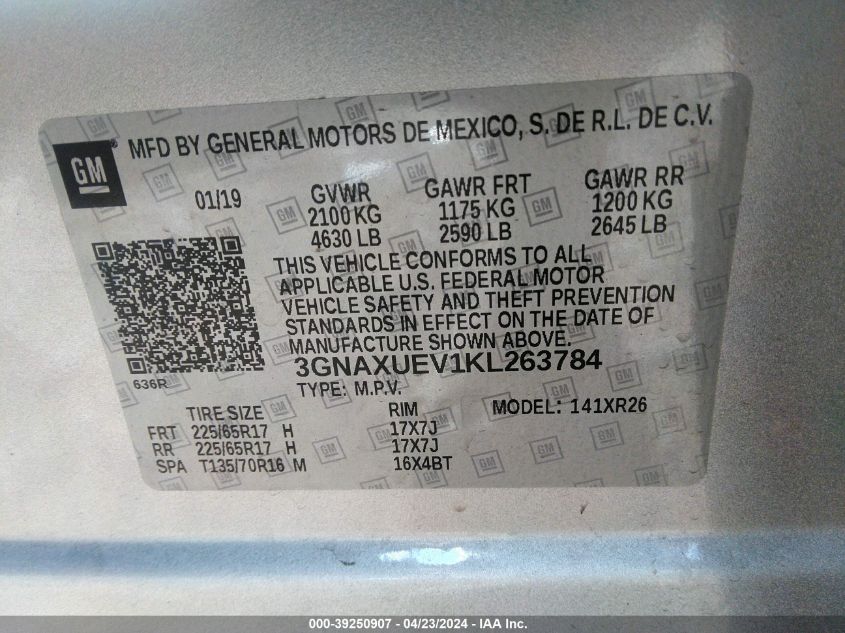 GM
MFD BY GENERAL MOTORS DE MEXICO, S. DE R.L. DE C.V.
01/19 GVWR GAWR FRT GAWR RR
2100 KG 1175 KG 1200 KG
4630 LB 2590 LB 2645 LB
THIS VEHICLE CONFORMS TO ALL
APPLICABLE U.S. FEDERAL MOTOR
VEHICLE SAFETY AND THEFT PREVENTION
STANDARDS IN EFFECT ON THE DATE OF
MANUFACTURE SHOWN ABOVE.
3GNAXUEV1KL263784
636R
TYPE: M.P.V.
TIRE SIZE RIM MODEL: 141XR26
FRT 225/65R17 H 17X7J
RR 225/65R17 H 17X7J
SPA T135/70R16 M 16X4BT
000-39250907 - 04/23/2024 - IAA Inc.